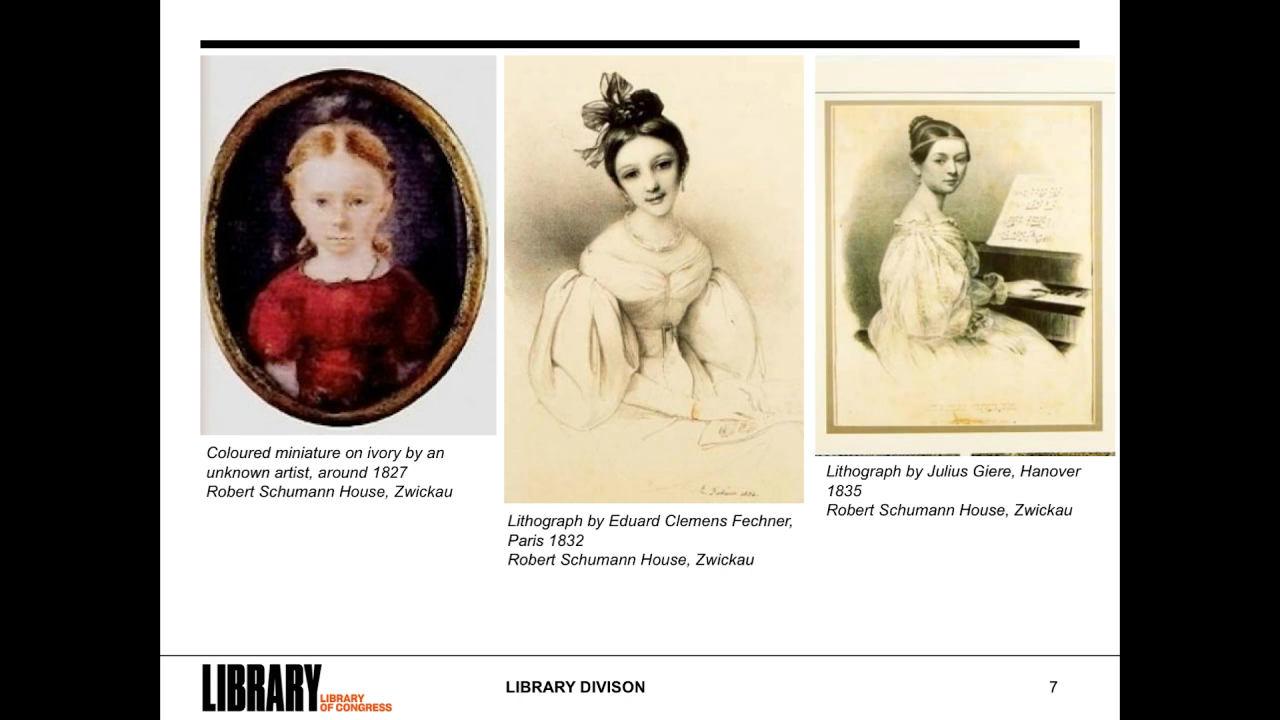 Coloured miniature on ivory by an
unknown artist, around 1827
Robert Schumann House, Zwickau
Lithograph by Eduard Clemens Fechner,
Paris 1832
Robert Schumann House, Zwickau
Lithograph by Julius Giere, Hanover
1835
Robert Schumann House, Zwickau
LIBRARY
LIBRARY
OF CONGRESS
LIBRARY DIVISON
7